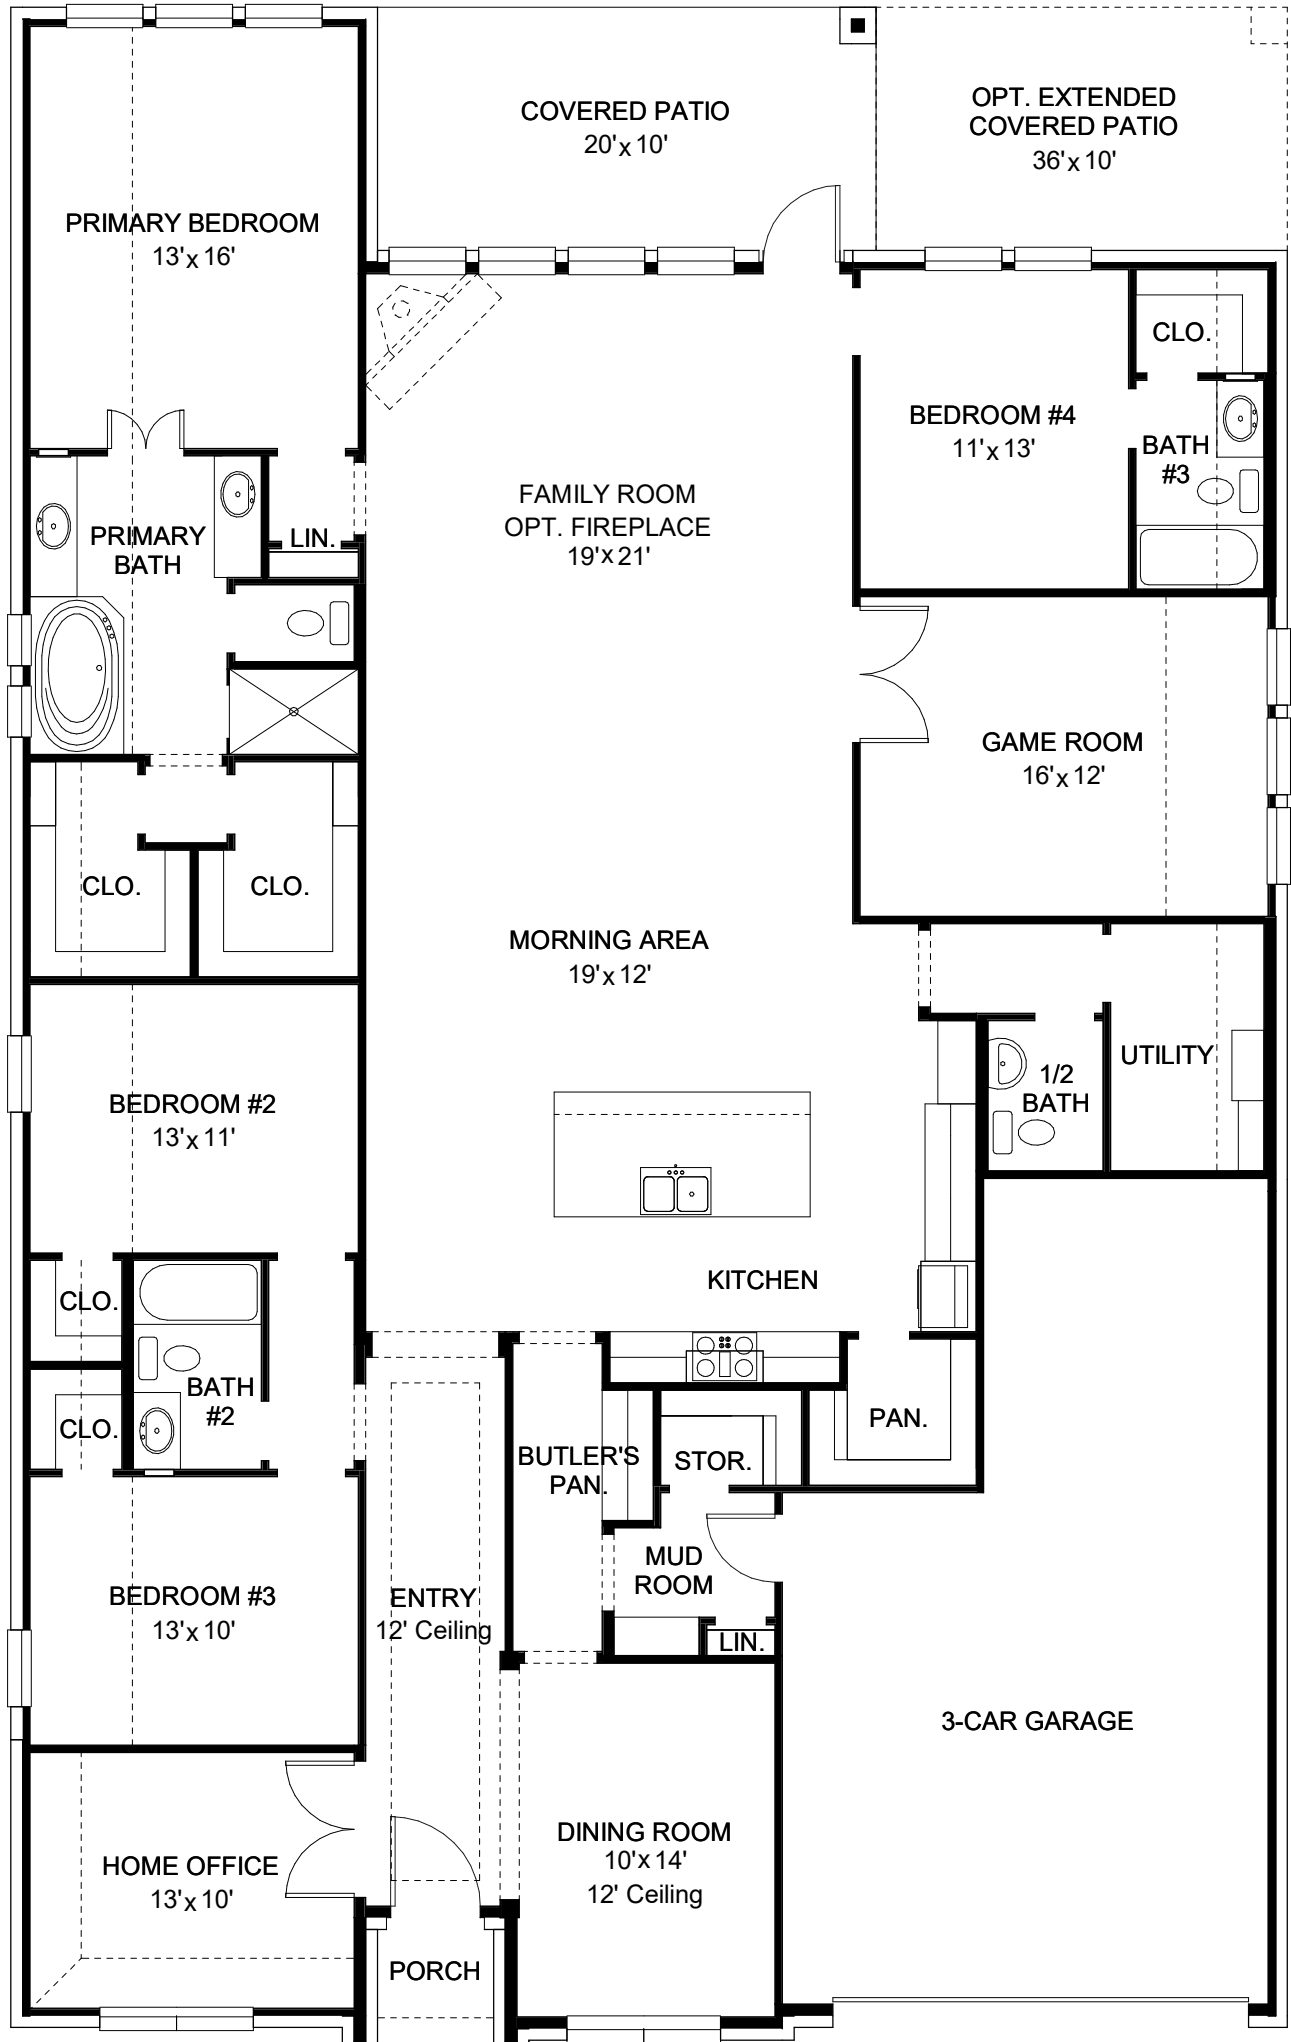 COVERED PATIO
20'x 10'
OPT. EXTENDED
COVERED PATIO
36'x 10'
PRIMARY BEDROOM
13'x 16'
CLO.
BEDROOM #4
11'x 13'
BATH
#3
FAMILY ROOM
OPT. FIREPLACE
19'x 21'
PRIMARY
BATH
LIN.
GAME ROOM
16'x 12'
CLO.
CLO.
MORNING AREA
19'x 12'
UTILITY
1/2
BATH
BEDROOM #2
13'x 11'
KITCHEN
CLO.
BATH
#2
CLO.
PAN.
BUTLER'S
PAN.
STOR.
MUD
ROOM
LIN.
BEDROOM #3
13'x 10'
ENTRY
12' Ceiling
3-CAR GARAGE
DINING ROOM
10'x 14'
12' Ceiling
HOME OFFICE
13'x 10'
PORCH